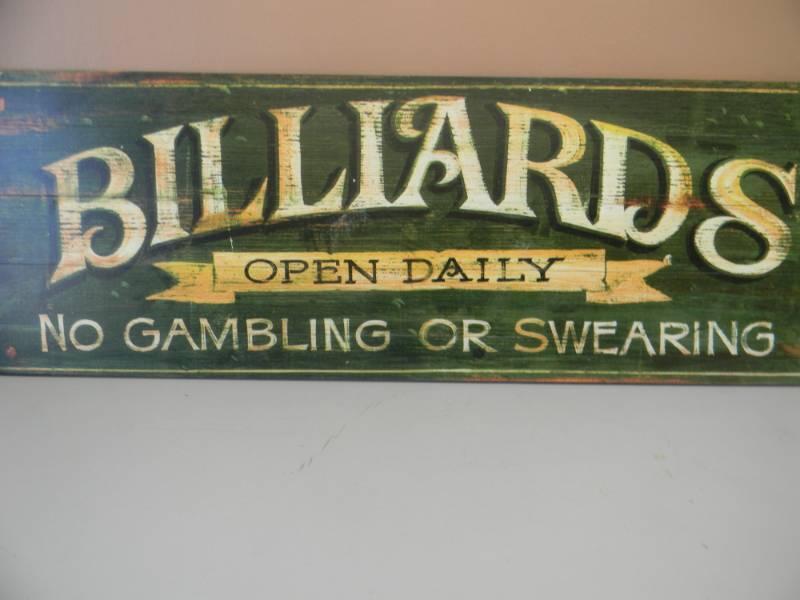 BILLIARDS
OPEN DAILY
NO GAMBLING OR SWEARING